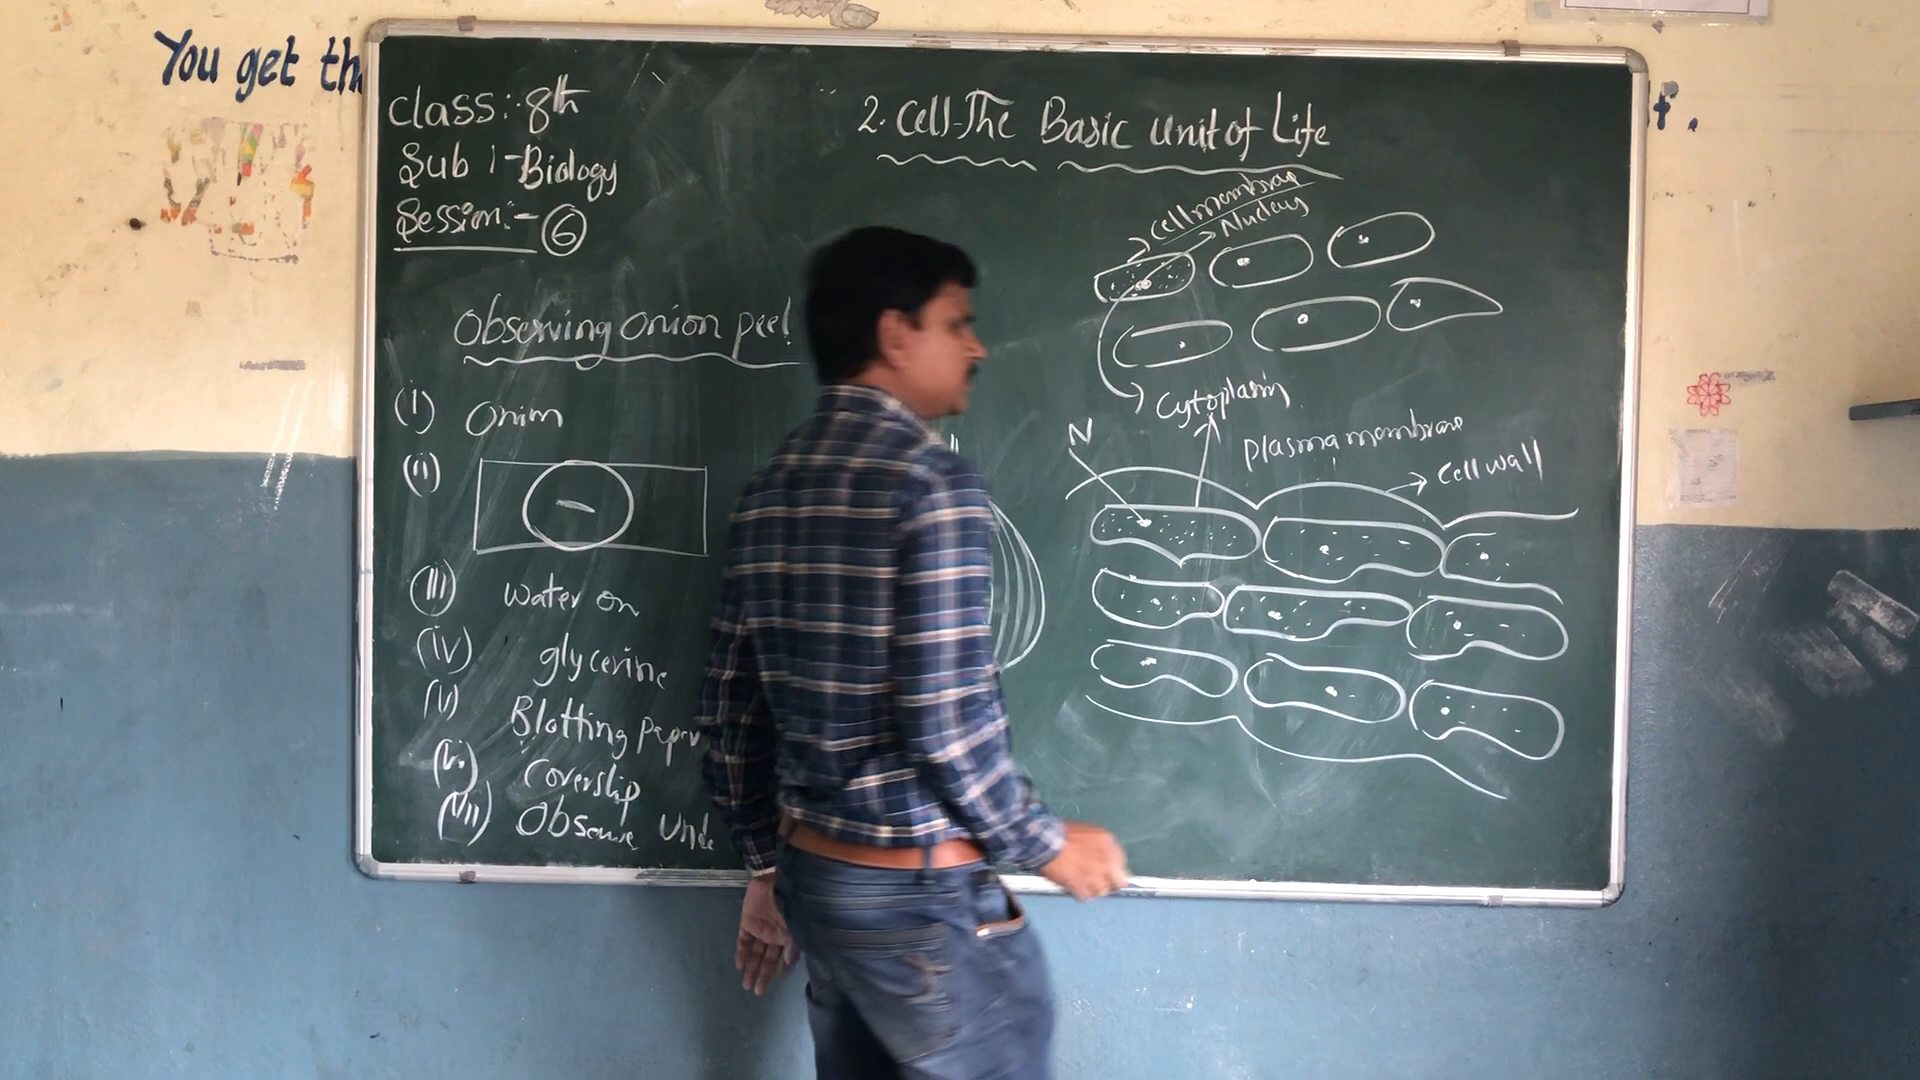 You get th
f.
Class:- 8th
Sub :- Biology
Session:- 6
2. Cell-The Basic unit of Life
Observing onion peel
(i) Onion
(ii)
(iii) water on
(iv) glycerine
(v) Blotting paper
(vi) Coverslip
(vii) Observe Unde
Cell membrane
Nucleus
Cytoplasm
N
plasma membrane
Cell wall